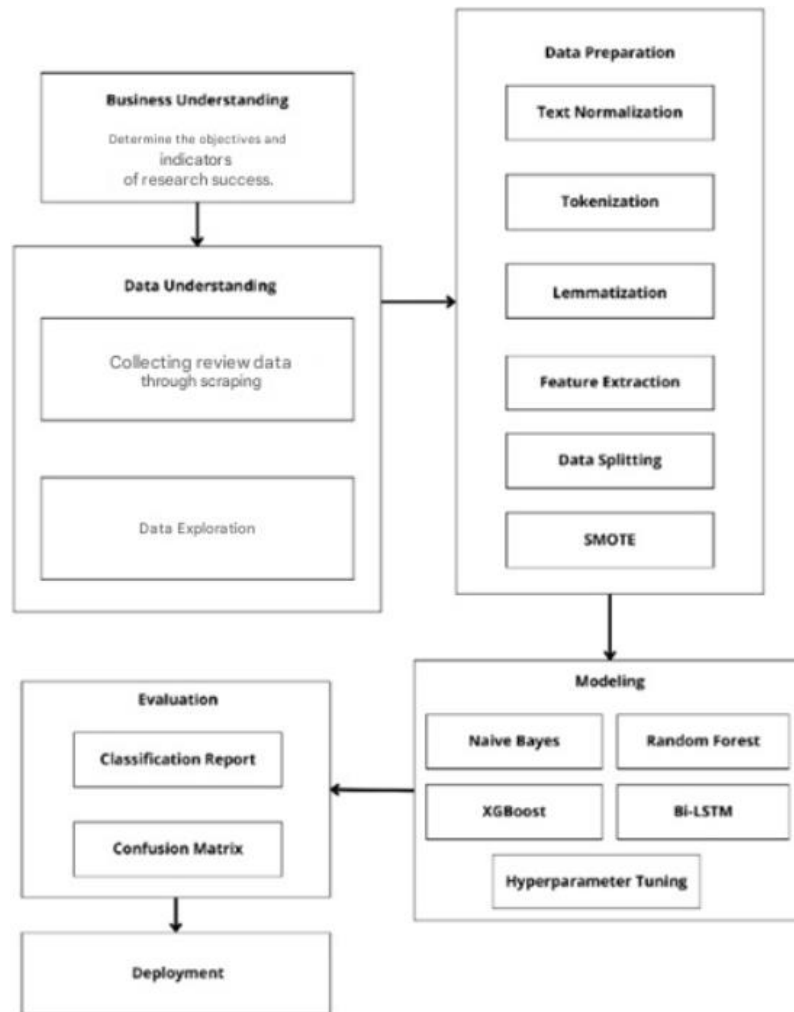 Business Understanding
Determine the objectives and
indicators
of research success.
Data Understanding
Collecting review data
through scraping
Data Exploration
Data Preparation
Text Normalization
Tokenization
Lemmatization
Feature Extraction
Data Splitting
SMOTE
Modeling
Naive Bayes
Random Forest
XGBoost
Bi-LSTM
Hyperparameter Tuning
Evaluation
Classification Report
Confusion Matrix
Deployment